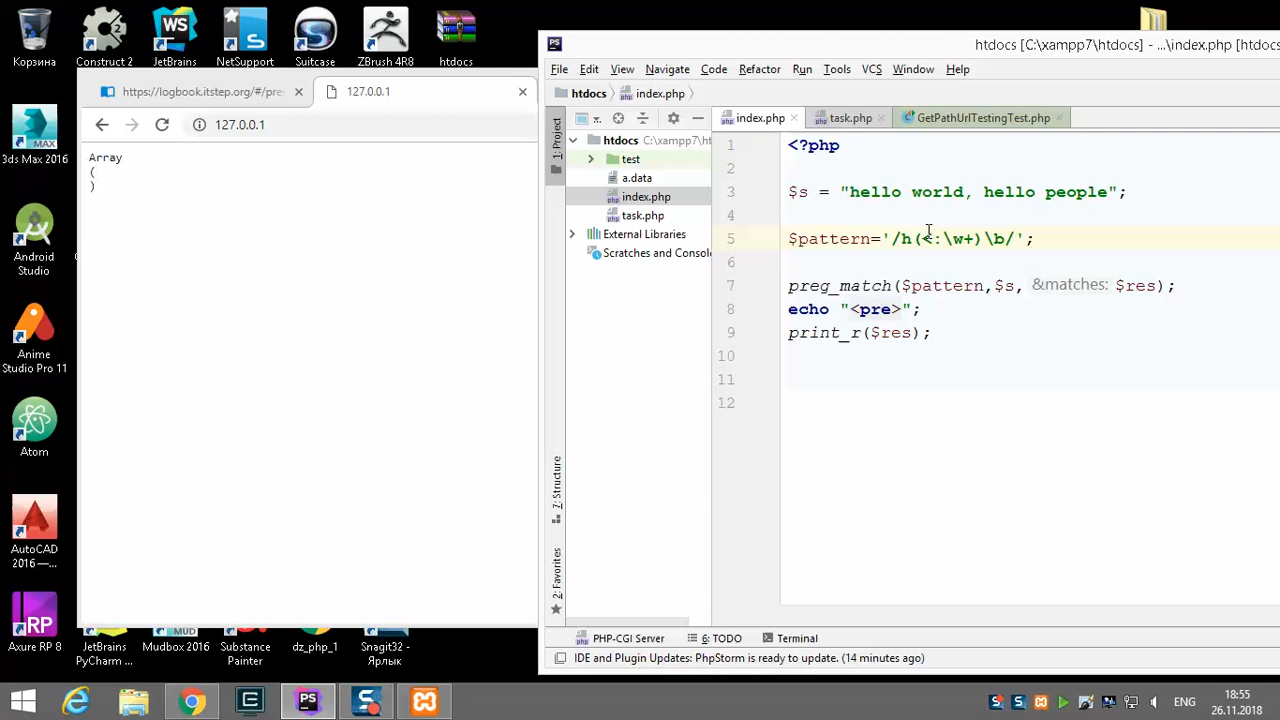 Корзина
Construct 2
JetBrains
NetSupport
Suitcase
ZBrush 4R8
htdocs
3ds Max 2016
Android
Studio
Anime
Studio Pro 11
Atom
AutoCAD
2016 —...
Axure RP 8
JetBrains
PyCharm ...
Mudbox 2016
Substance
Painter
dz_php_1
Snagit32 -
Ярлык
https://logbook.itstep.org/#/pre
127.0.0.1
127.0.0.1
Array
(
)
htdocs [C:\xampp7\htdocs] - ...\index.php [htdocs
File Edit View Navigate Code Refactor Run Tools VCS Window Help
htdocs index.php
index.php task.php GetPathUrlTestingTest.php
1: Project
htdocs C:\xampp7\htdocs
test
a.data
index.php
task.php
External Libraries
Scratches and Consoles
7: Structure
2: Favorites
1 <?php
2
3 $s = "hello world, hello people";
4
5 $pattern='/h(<:\w+)\b/';
6
7 preg_match($pattern,$s, &matches: $res);
8 echo "<pre>";
9 print_r($res);
10
11
12
PHP-CGI Server 6: TODO Terminal
IDE and Plugin Updates: PhpStorm is ready to update. (14 minutes ago)
ENG
18:55
26.11.2018